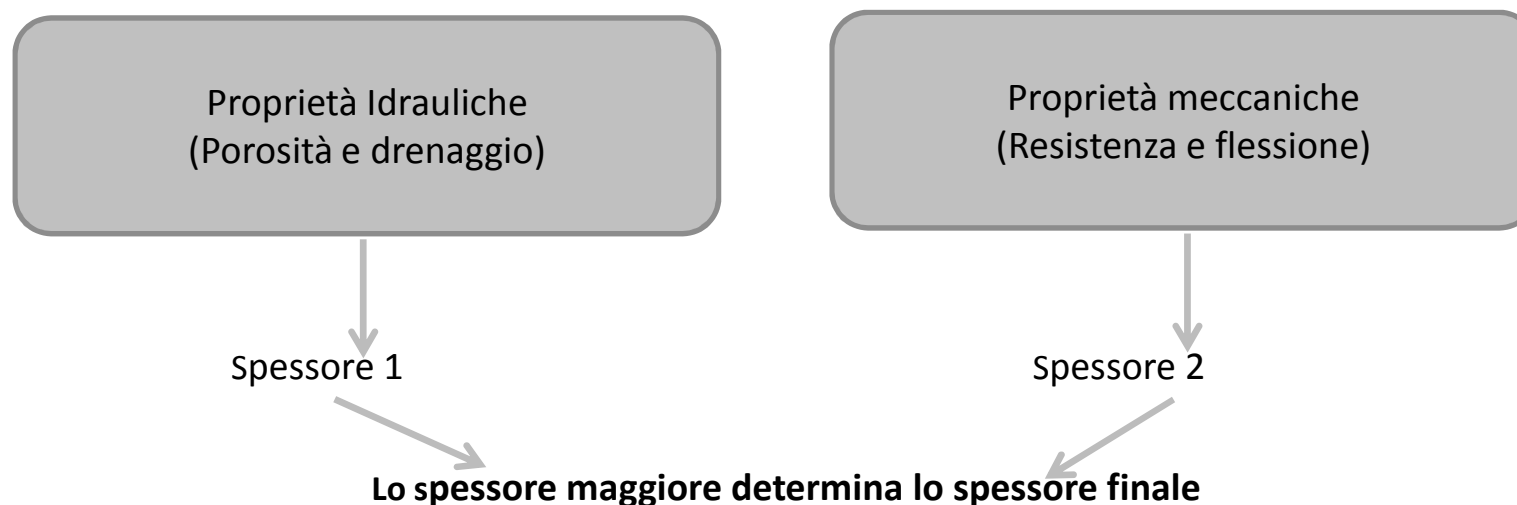 Proprietà Idrauliche
(Porosità e drenaggio)
Proprietà meccaniche
(Resistenza e flessione)
Spessore 1
Spessore 2
Lo spessore maggiore determina lo spessore finale